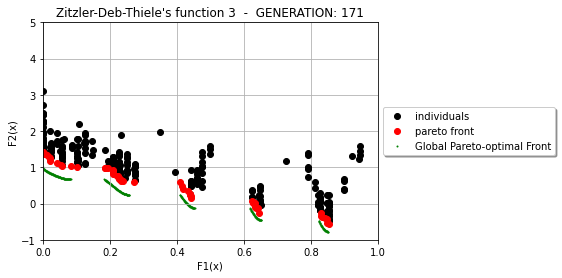 Zitzler-Deb-Thiele's function 3 - GENERATION: 171
5
4
3
2
1
0
−1
F2(x)
0.0 0.2 0.4 0.6 0.8 1.0
F1(x)
individuals
pareto front
Global Pareto-optimal Front